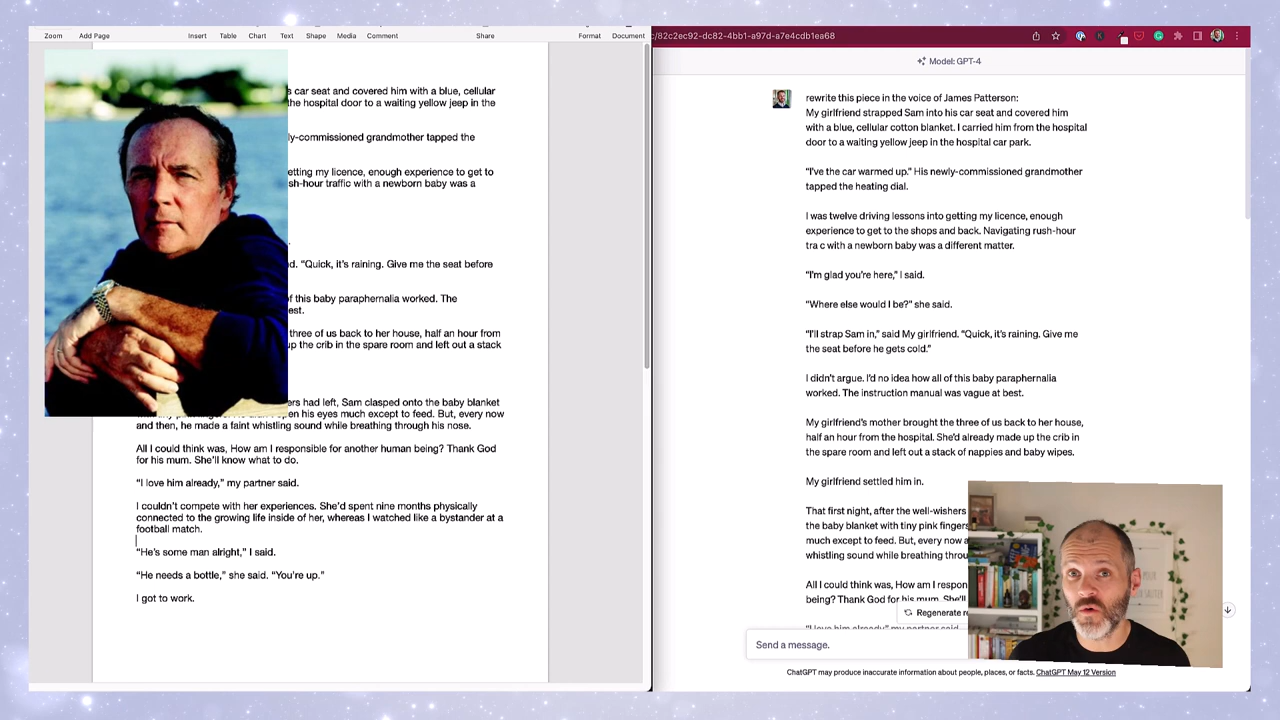 Zoom Add Page Insert Table Chart Text Shape Media Comment Share Format Document
s car seat and covered him with a blue, cellular
the hospital door to a waiting yellow jeep in the
ly-commissioned grandmother tapped the
etting my licence, enough experience to get to
sh-hour traffic with a newborn baby was a
d. “Quick, it’s raining. Give me the seat before
of this baby paraphernalia worked. The
est.
three of us back to her house, half an hour from
up the crib in the spare room and left out a stack
ers had left, Sam clasped onto the baby blanket
en his eyes much except to feed. But, every now
and then, he made a faint whistling sound while breathing through his nose.
All I could think was, How am I responsible for another human being? Thank God
for his mum. She’ll know what to do.
“I love him already,” my partner said.
I couldn’t compete with her experiences. She’d spent nine months physically
connected to the growing life inside of her, whereas I watched like a bystander at a
football match.
“He’s some man alright,” I said.
“He needs a bottle,” she said. “You’re up.”
I got to work.
:/82c2ec92-dc82-4bb1-a97d-a7e4cdb1ea68
Model: GPT-4
rewrite this piece in the voice of James Patterson:
My girlfriend strapped Sam into his car seat and covered him
with a blue, cellular cotton blanket. I carried him from the hospital
door to a waiting yellow jeep in the hospital car park.
“I’ve the car warmed up.” His newly-commissioned grandmother
tapped the heating dial.
I was twelve driving lessons into getting my licence, enough
experience to get to the shops and back. Navigating rush-hour
tra c with a newborn baby was a different matter.
“I’m glad you’re here,” I said.
“Where else would I be?” she said.
“I’ll strap Sam in,” said My girlfriend. “Quick, it’s raining. Give me
the seat before he gets cold.”
I didn’t argue. I’d no idea how all of this baby paraphernalia
worked. The instruction manual was vague at best.
My girlfriend’s mother brought the three of us back to her house,
half an hour from the hospital. She’d already made up the crib in
the spare room and left out a stack of nappies and baby wipes.
My girlfriend settled him in.
That first night, after the well-wishers
the baby blanket with tiny pink fingers
much except to feed. But, every now
whistling sound while breathing throu
All I could think was, How am I respon
being? Thank God for his mum. She’ll
Regenerate re
“I love him already,” my partner said.
Send a message.
ChatGPT may produce inaccurate information about people, places, or facts. ChatGPT May 12 Version